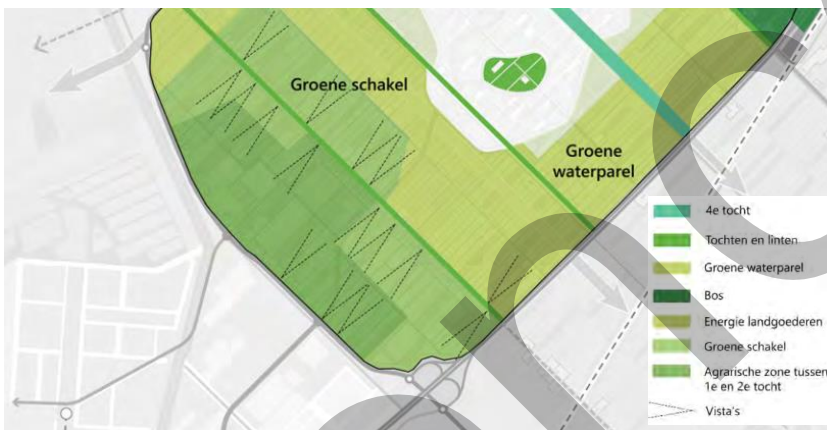 Groene schakel
Groene
waterparel
4e tocht
Tochten en linten
Groene waterparel
Bos
Energie landgoederen
Groene schakel
Agrarische zone tussen
1e en 2e tocht
Vista's